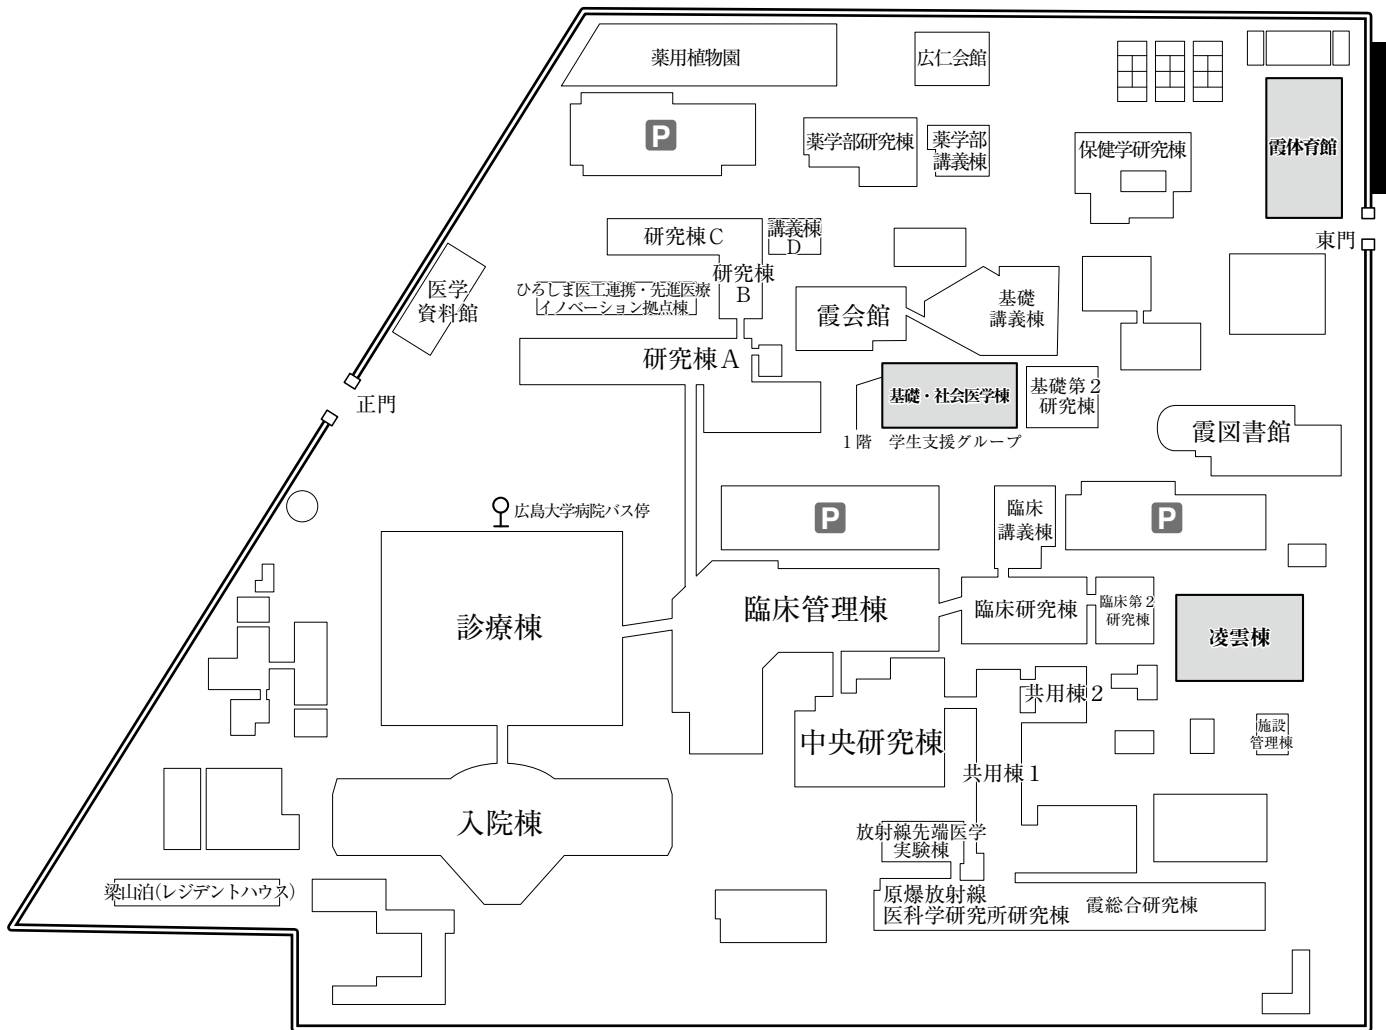 薬用植物園
広仁会館
P
薬学部研究棟
薬学部
講義棟
保健学研究棟
霞体育館
東門
研究棟C
講義棟
D
研究棟
B
医学
資料館
ひろしま医工連携・先進医療
イノベーション拠点棟
霞会館
基礎
講義棟
研究棟A
正門
基礎・社会医学棟
基礎第2
研究棟
1階 学生支援グループ
霞図書館
広島大学病院バス停
P
臨床
講義棟
P
診療棟
臨床管理棟
臨床研究棟
臨床第2
研究棟
凌雲棟
共用棟2
中央研究棟
施設
管理棟
共用棟1
入院棟
放射線先端医学
実験棟
梁山泊(レジデントハウス)
原爆放射線
医科学研究所研究棟
霞総合研究棟